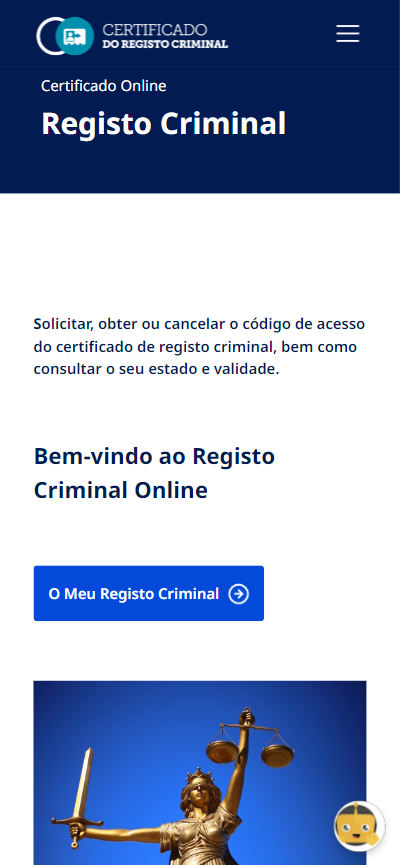 CERTIFICADO
DO REGISTO CRIMINAL
Certificado Online
Registo Criminal
Solicitar, obter ou cancelar o código de acesso
do certificado de registo criminal, bem como
consultar o seu estado e validade.
Bem-vindo ao Registo
Criminal Online
O Meu Registo Criminal